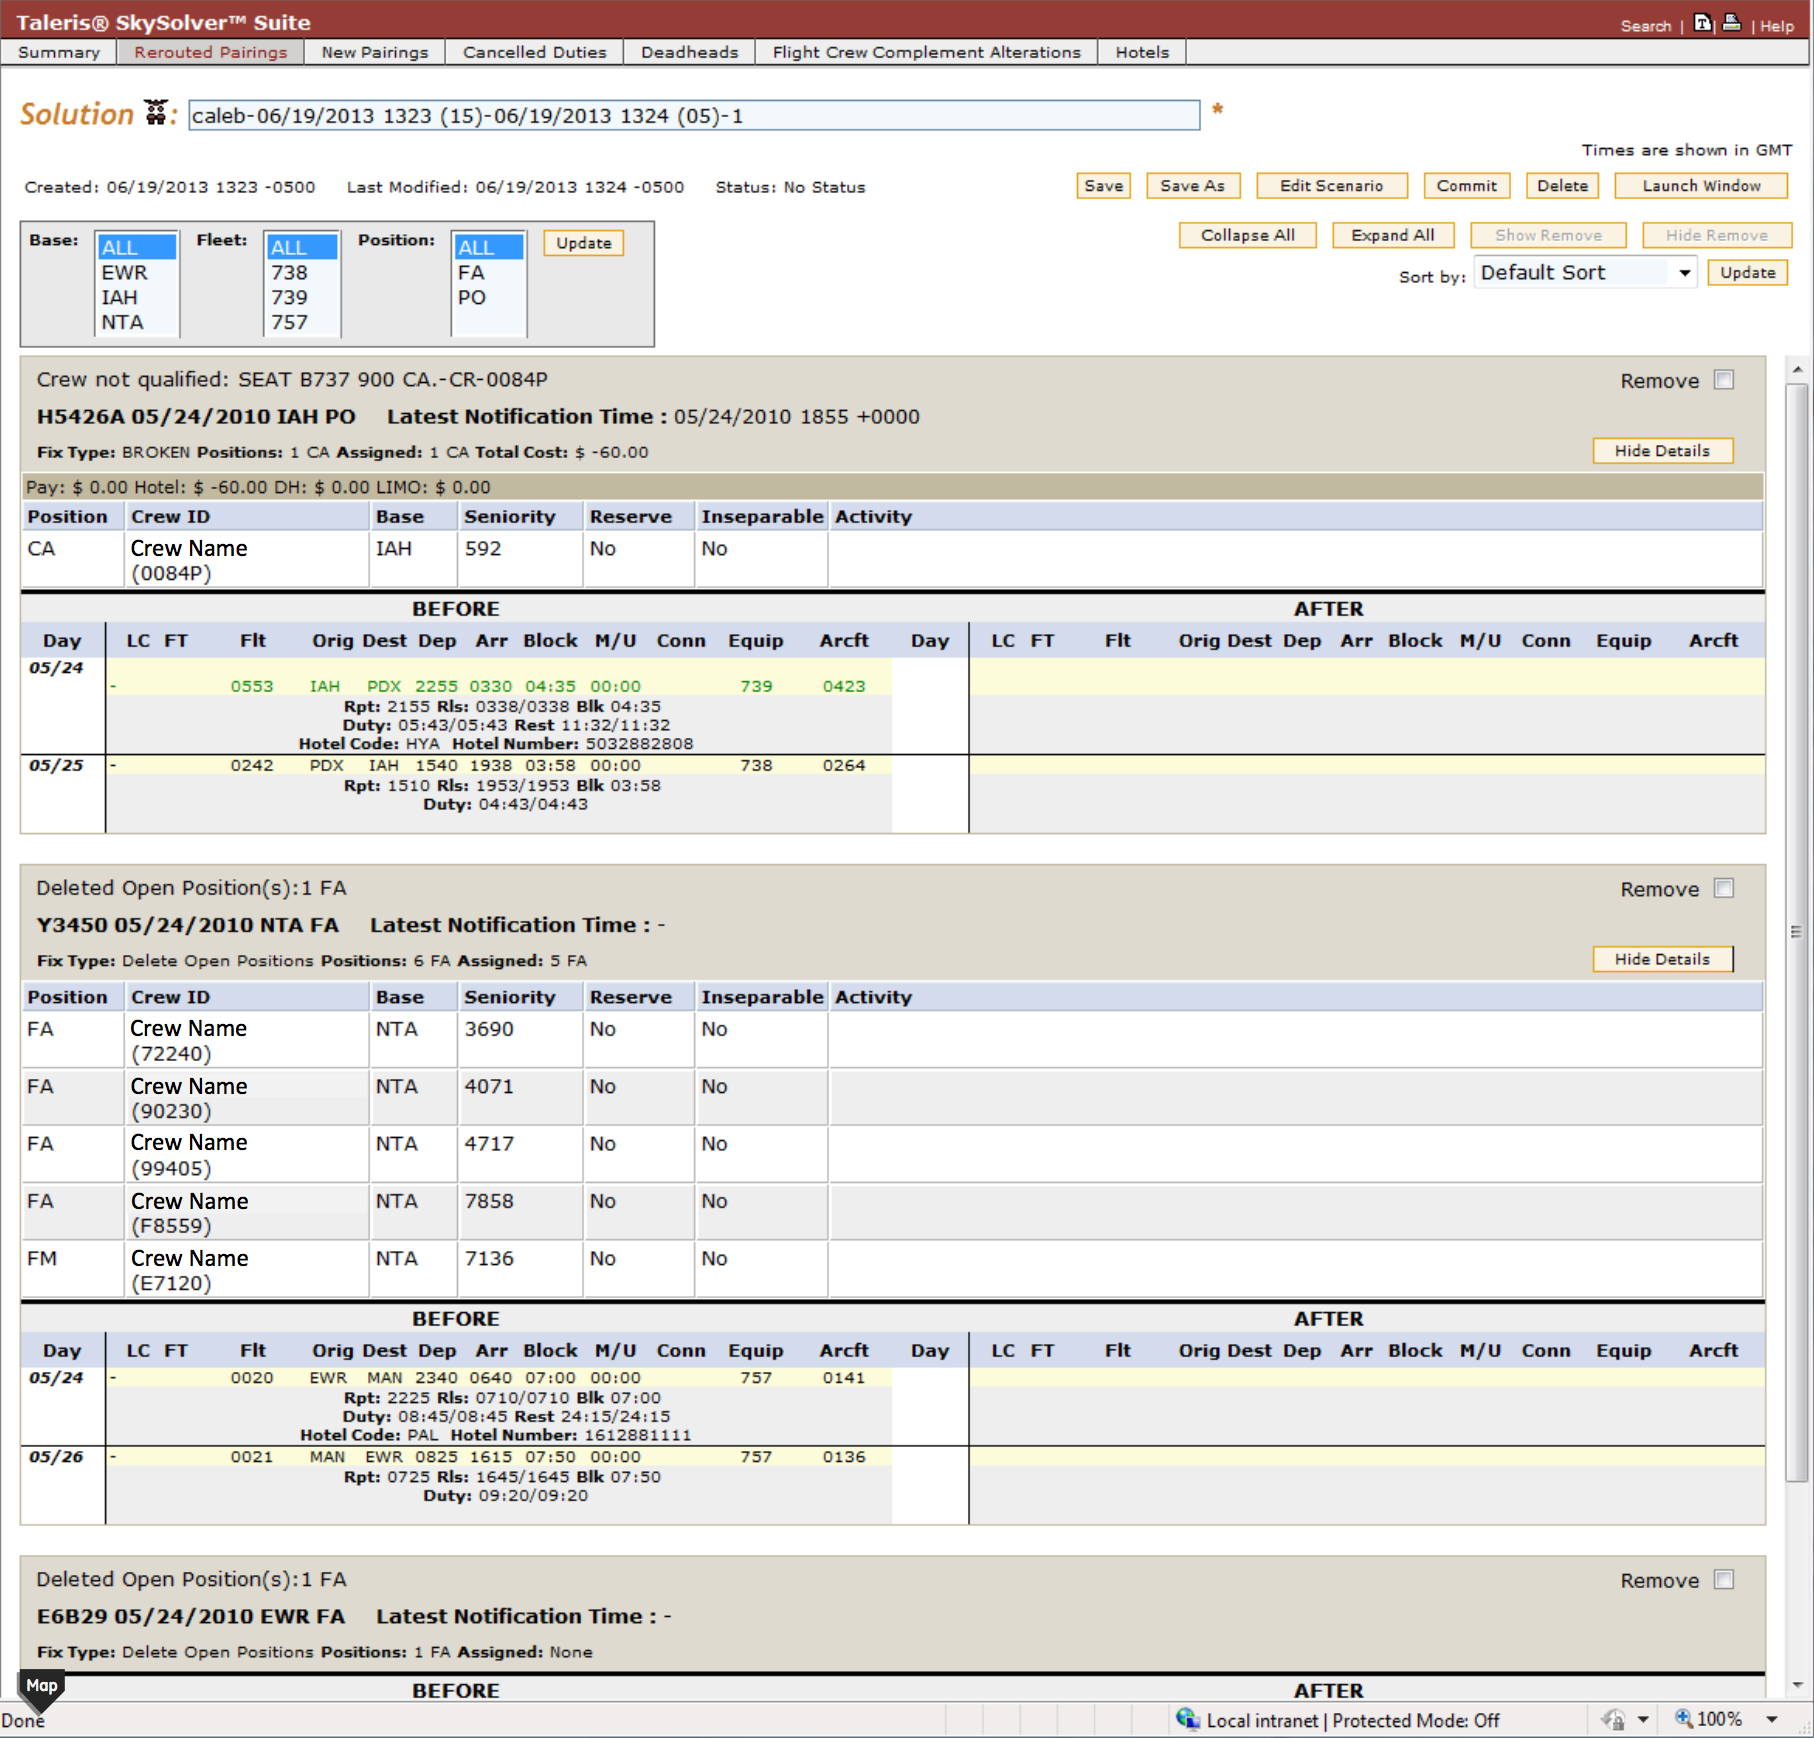 Taleris® SkySolver™ Suite
Search | T | | Help
Summary Rerouted Pairings New Pairings Cancelled Duties Deadheads Flight Crew Complement Alterations Hotels
Solution : caleb-06/19/2013 1323 (15)-06/19/2013 1324 (05)-1 *
Times are shown in GMT
Created: 06/19/2013 1323 -0500 Last Modified: 06/19/2013 1324 -0500 Status: No Status Save Save As Edit Scenario Commit Delete Launch Window
Base: ALL Fleet: ALL Position: ALL Update Collapse All Expand All Show Remove Hide Remove
EWR 738 FA Sort by: Default Sort Update
IAH 739 PO
NTA 757
Crew not qualified: SEAT B737 900 CA.-CR-0084P Remove
H5426A 05/24/2010 IAH PO Latest Notification Time : 05/24/2010 1855 +0000
Fix Type: BROKEN Positions: 1 CA Assigned: 1 CA Total Cost: $ -60.00 Hide Details
Pay: $ 0.00 Hotel: $ -60.00 DH: $ 0.00 LIMO: $ 0.00
Position Crew ID Base Seniority Reserve Inseparable Activity
CA Crew Name IAH 592 No No
(0084P)
BEFORE AFTER
Day LC FT Flt Orig Dest Dep Arr Block M/U Conn Equip Arcft Day LC FT Flt Orig Dest Dep Arr Block M/U Conn Equip Arcft
05/24
- 0553 IAH PDX 2255 0330 04:35 00:00 739 0423
Rpt: 2155 Rls: 0338/0338 Blk 04:35
Duty: 05:43/05:43 Rest 11:32/11:32
Hotel Code: HYA Hotel Number: 5032882808
05/25 - 0242 PDX IAH 1540 1938 03:58 00:00 738 0264
Rpt: 1510 Rls: 1953/1953 Blk 03:58
Duty: 04:43/04:43
Deleted Open Position(s):1 FA Remove
Y3450 05/24/2010 NTA FA Latest Notification Time : -
Fix Type: Delete Open Positions Positions: 6 FA Assigned: 5 FA Hide Details
Position Crew ID Base Seniority Reserve Inseparable Activity
FA Crew Name NTA 3690 No No
(72240)
FA Crew Name NTA 4071 No No
(90230)
FA Crew Name NTA 4717 No No
(99405)
FA Crew Name NTA 7858 No No
(F8559)
FM Crew Name NTA 7136 No No
(E7120)
BEFORE AFTER
Day LC FT Flt Orig Dest Dep Arr Block M/U Conn Equip Arcft Day LC FT Flt Orig Dest Dep Arr Block M/U Conn Equip Arcft
05/24 - 0020 EWR MAN 2340 0640 07:00 00:00 757 0141
Rpt: 2225 Rls: 0710/0710 Blk 07:00
Duty: 08:45/08:45 Rest 24:15/24:15
Hotel Code: PAL Hotel Number: 1612881111
05/26 - 0021 MAN EWR 0825 1615 07:50 00:00 757 0136
Rpt: 0725 Rls: 1645/1645 Blk 07:50
Duty: 09:20/09:20
Deleted Open Position(s):1 FA Remove
E6B29 05/24/2010 EWR FA Latest Notification Time : -
Fix Type: Delete Open Positions Positions: 1 FA Assigned: None
Map
BEFORE AFTER
Done Local intranet | Protected Mode: Off 100%